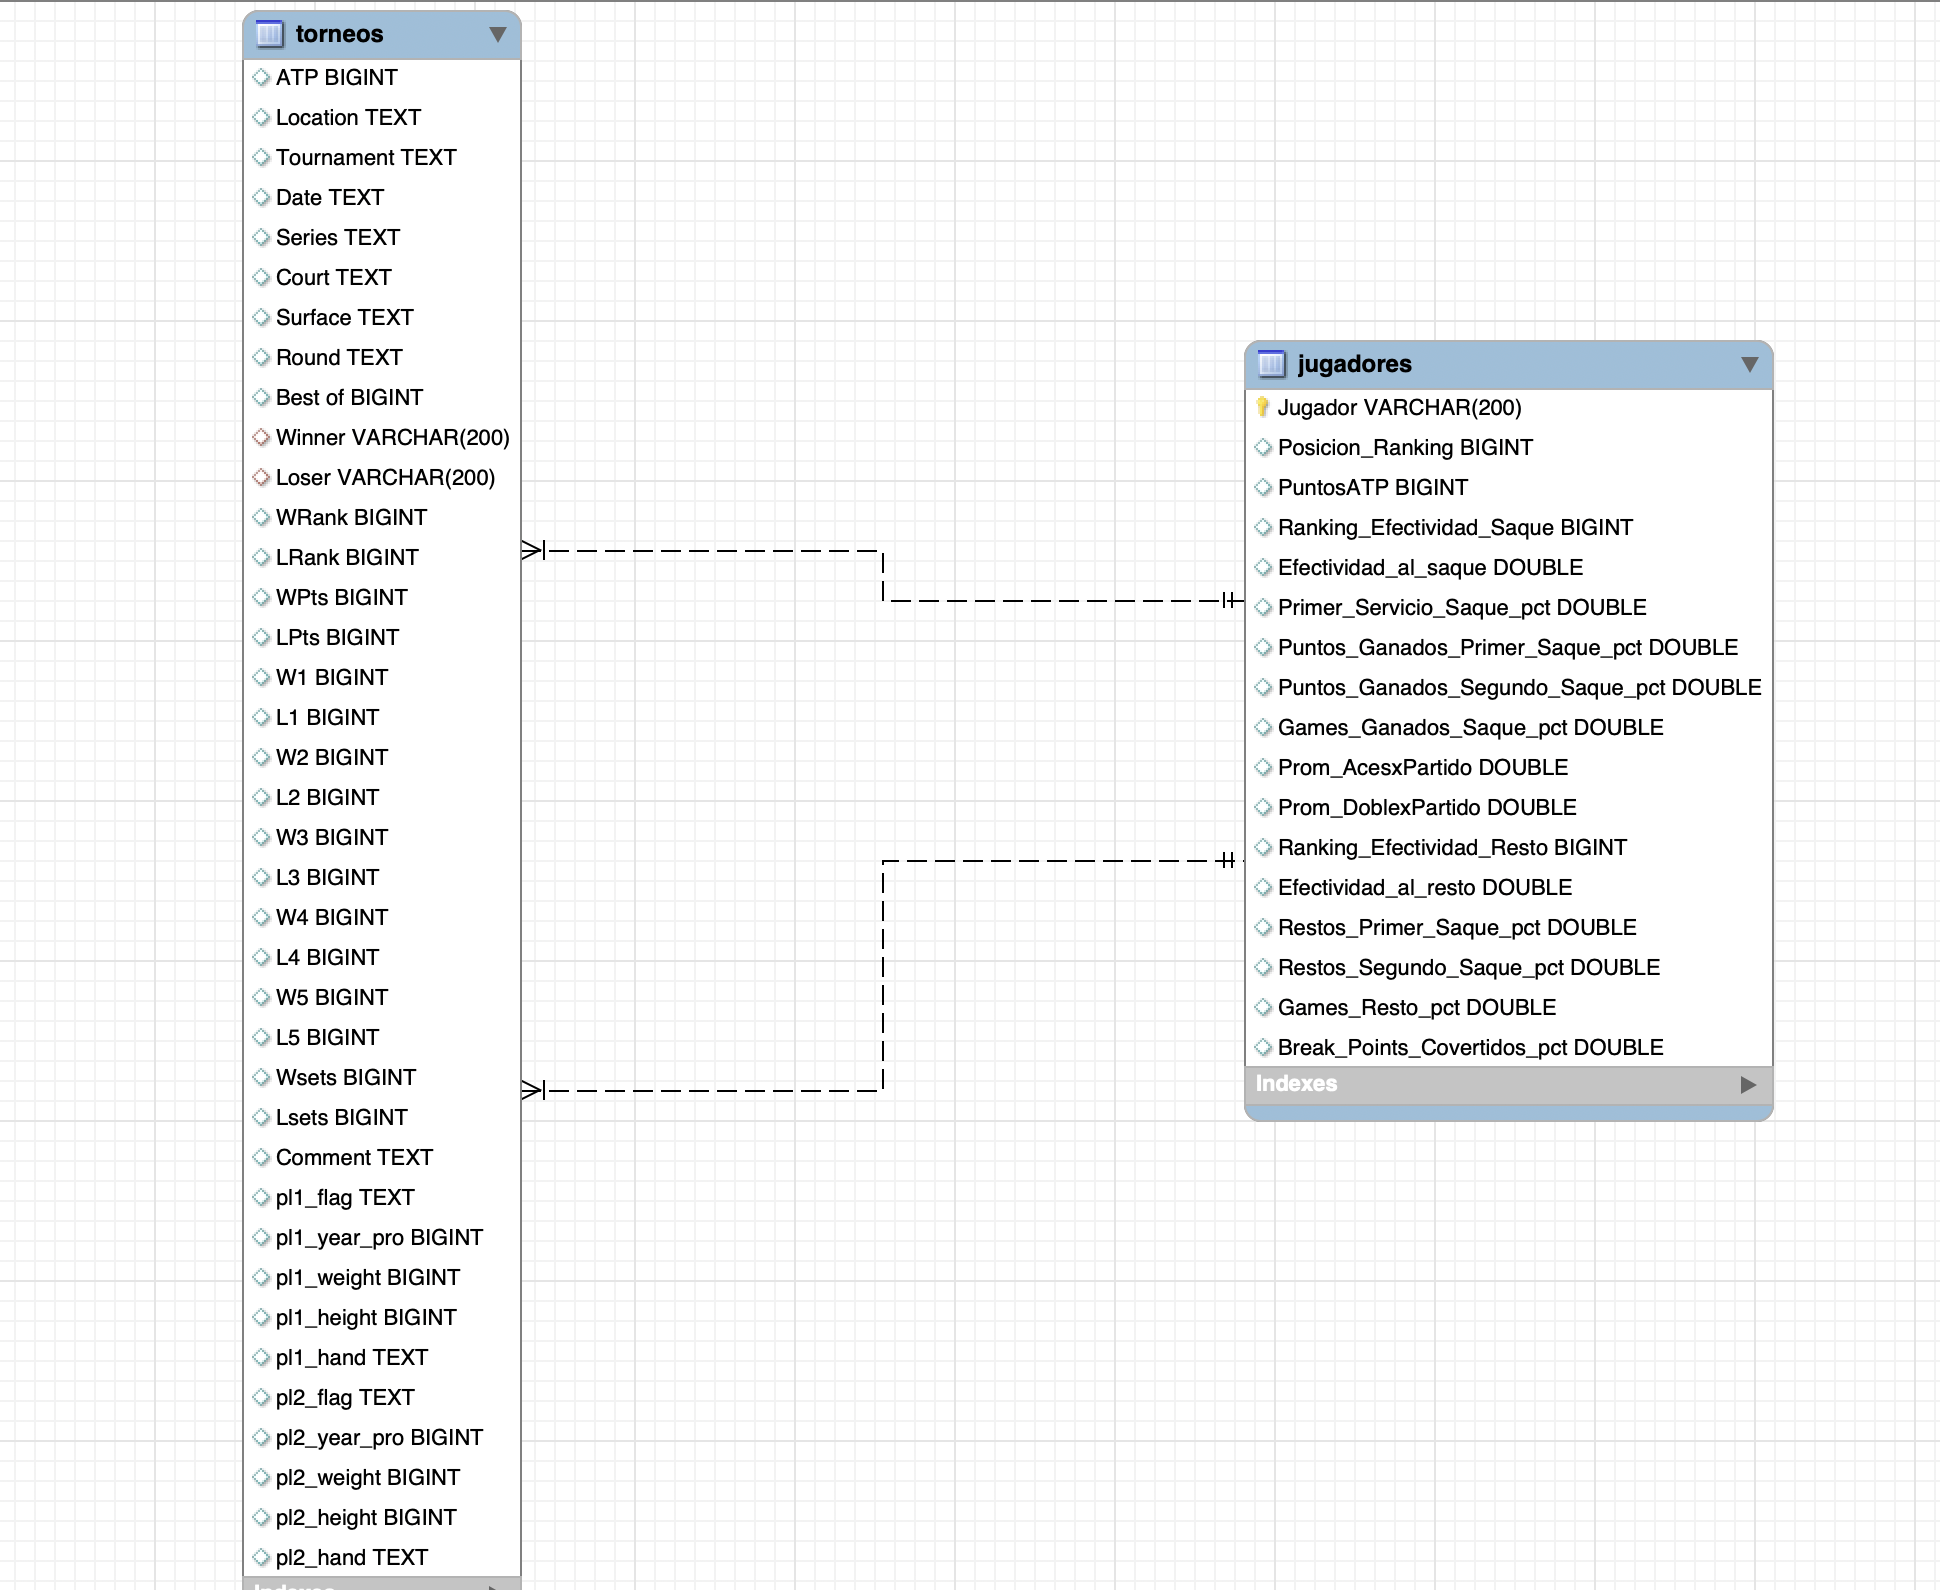 torneos
ATP BIGINT
Location TEXT
Tournament TEXT
Date TEXT
Series TEXT
Court TEXT
Surface TEXT
Round TEXT
Best of BIGINT
Winner VARCHAR(200)
Loser VARCHAR(200)
WRank BIGINT
LRank BIGINT
WPts BIGINT
LPts BIGINT
W1 BIGINT
L1 BIGINT
W2 BIGINT
L2 BIGINT
W3 BIGINT
L3 BIGINT
W4 BIGINT
L4 BIGINT
W5 BIGINT
L5 BIGINT
Wsets BIGINT
Lsets BIGINT
Comment TEXT
pl1_flag TEXT
pl1_year_pro BIGINT
pl1_weight BIGINT
pl1_height BIGINT
pl1_hand TEXT
pl2_flag TEXT
pl2_year_pro BIGINT
pl2_weight BIGINT
pl2_height BIGINT
pl2_hand TEXT
Indexes
jugadores
Jugador VARCHAR(200)
Posicion_Ranking BIGINT
PuntosATP BIGINT
Ranking_Efectividad_Saque BIGINT
Efectividad_al_saque DOUBLE
Primer_Servicio_Saque_pct DOUBLE
Puntos_Ganados_Primer_Saque_pct DOUBLE
Puntos_Ganados_Segundo_Saque_pct DOUBLE
Games_Ganados_Saque_pct DOUBLE
Prom_AcesxPartido DOUBLE
Prom_DoblexPartido DOUBLE
Ranking_Efectividad_Resto BIGINT
Efectividad_al_resto DOUBLE
Restos_Primer_Saque_pct DOUBLE
Restos_Segundo_Saque_pct DOUBLE
Games_Resto_pct DOUBLE
Break_Points_Covertidos_pct DOUBLE
Indexes